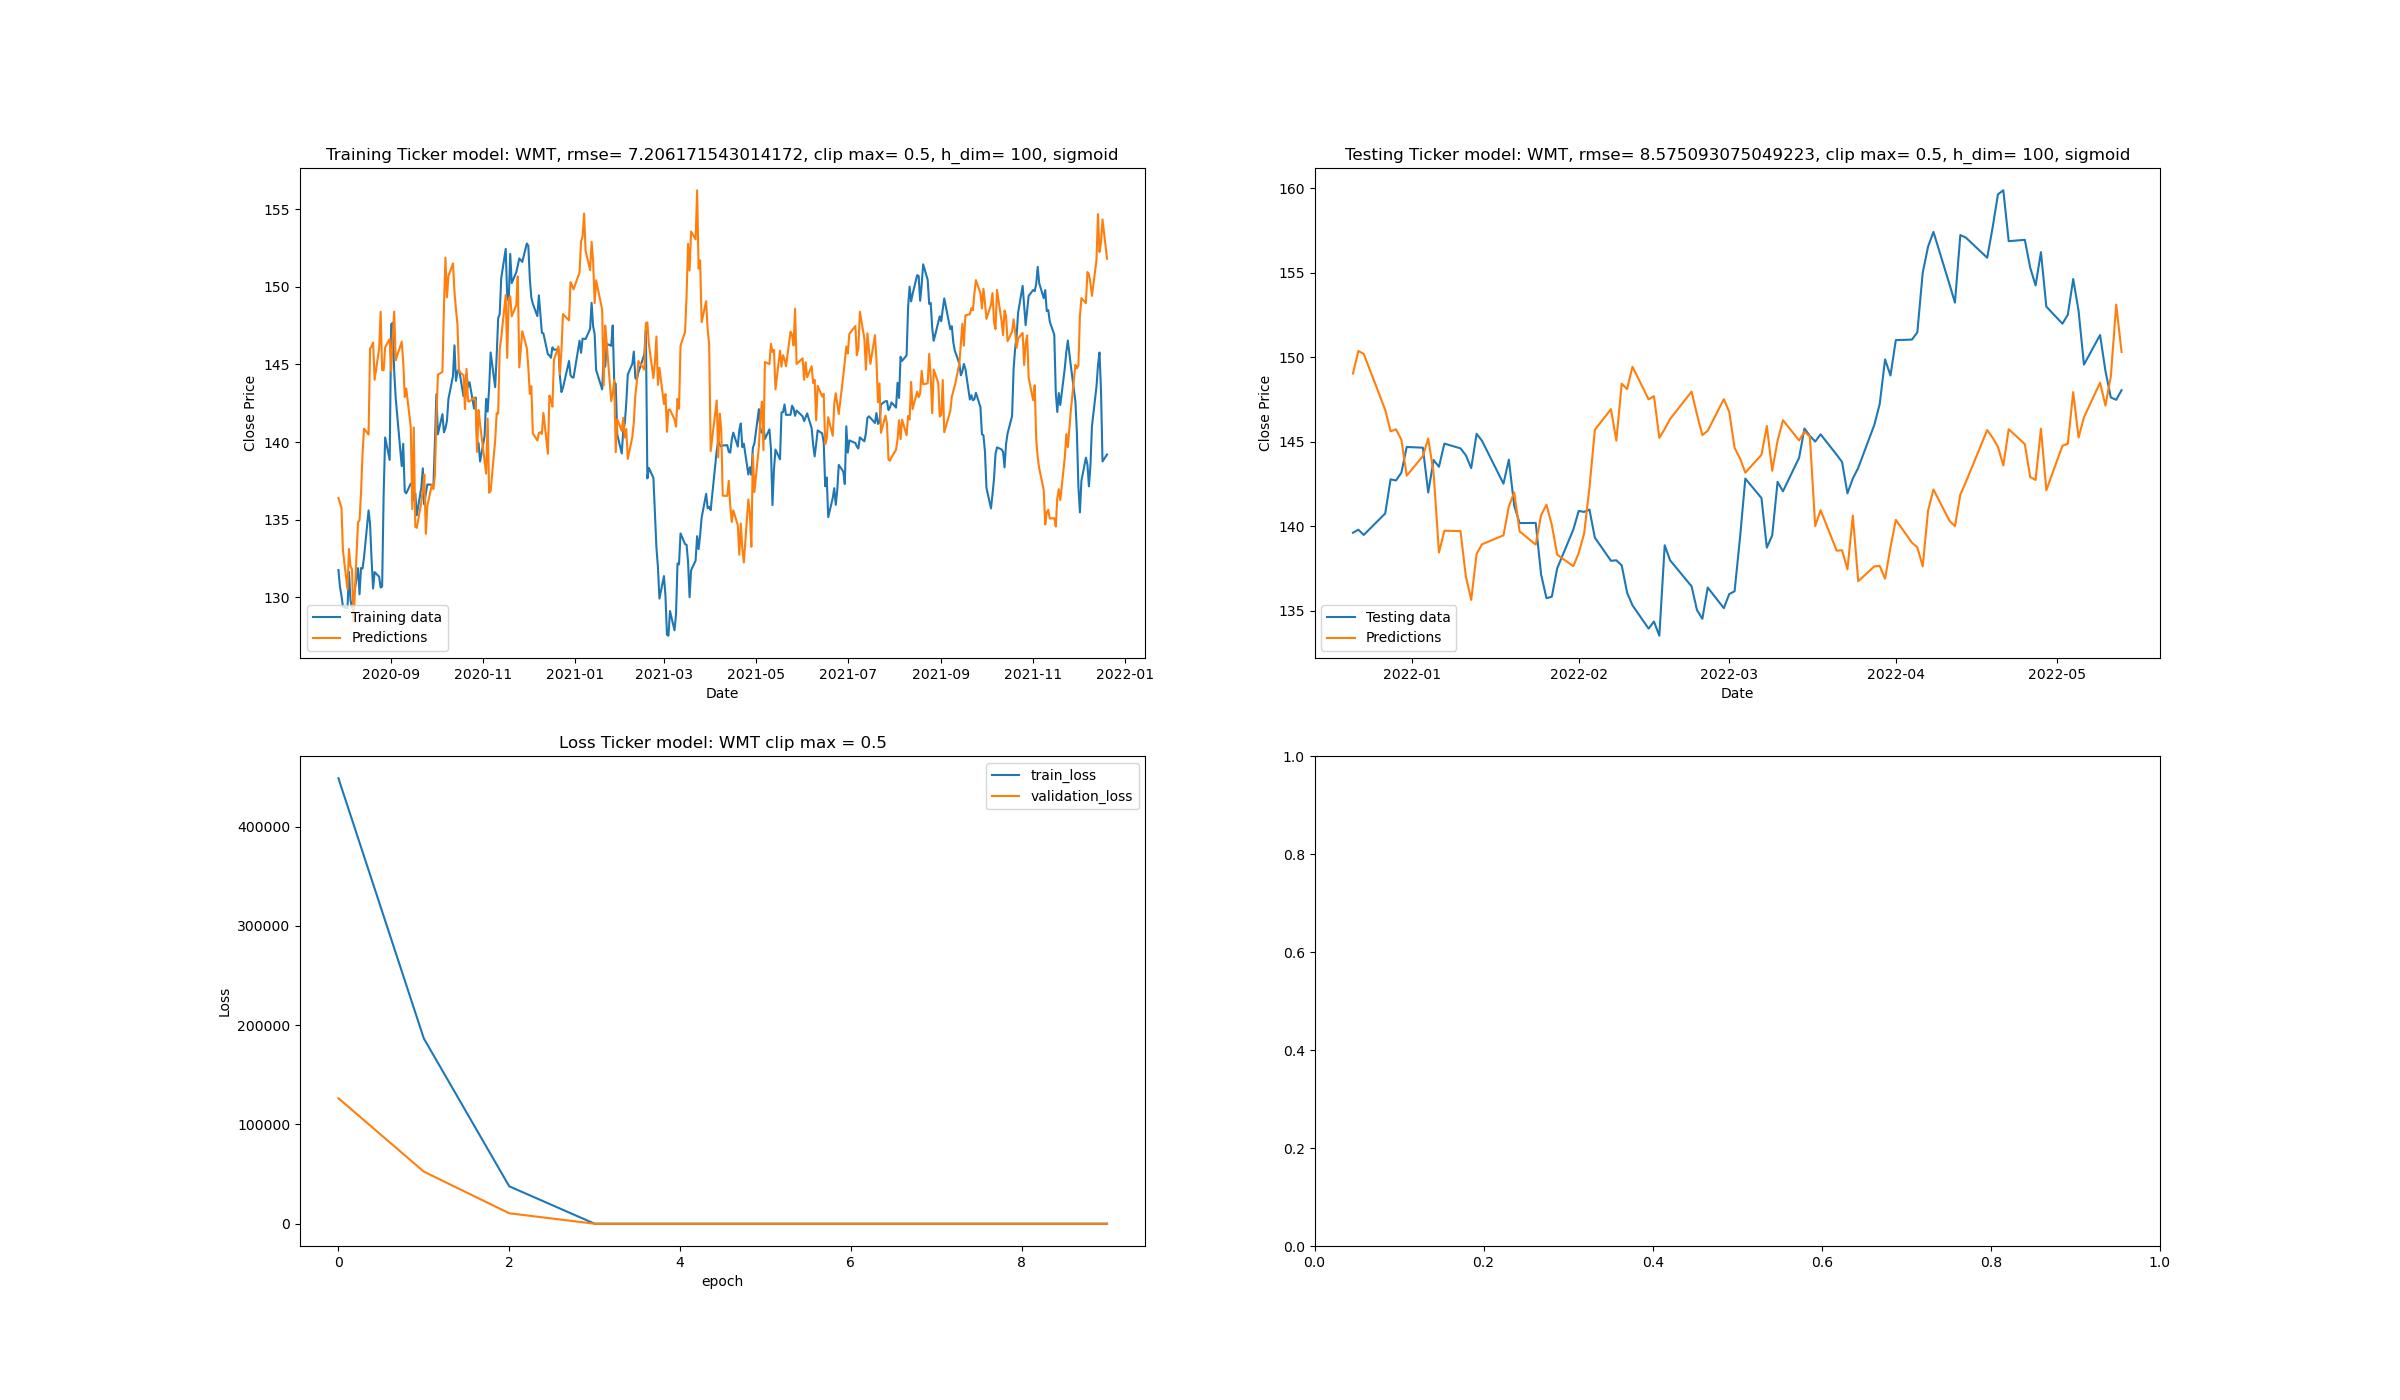 Training Ticker model: WMT, rmse= 7.206171543014172, clip max= 0.5, h_dim= 100, sigmoid
155
150
145
140
135
130
Close Price
Training data
Predictions
2020-09 2020-11 2021-01 2021-03 2021-05 2021-07 2021-09 2021-11 2022-01
Date
Testing Ticker model: WMT, rmse= 8.575093075049223, clip max= 0.5, h_dim= 100, sigmoid
160
155
150
145
140
135
Close Price
Testing data
Predictions
2022-01 2022-02 2022-03 2022-04 2022-05
Date
Loss Ticker model: WMT clip max = 0.5
train_loss
validation_loss
400000
300000
200000
100000
0
Loss
0 2 4 6 8
epoch
1.0
0.8
0.6
0.4
0.2
0.0
0.0 0.2 0.4 0.6 0.8 1.0